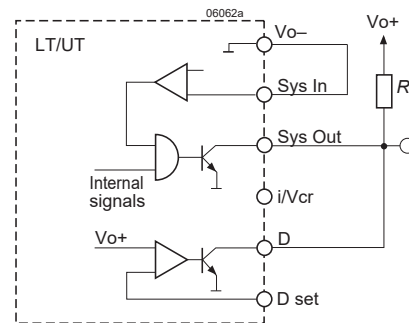 06062a
LT/UT
Vo–
Vo+
Sys In
R
Sys Out
Internal
signals
i/Vcr
Vo+
D
D set